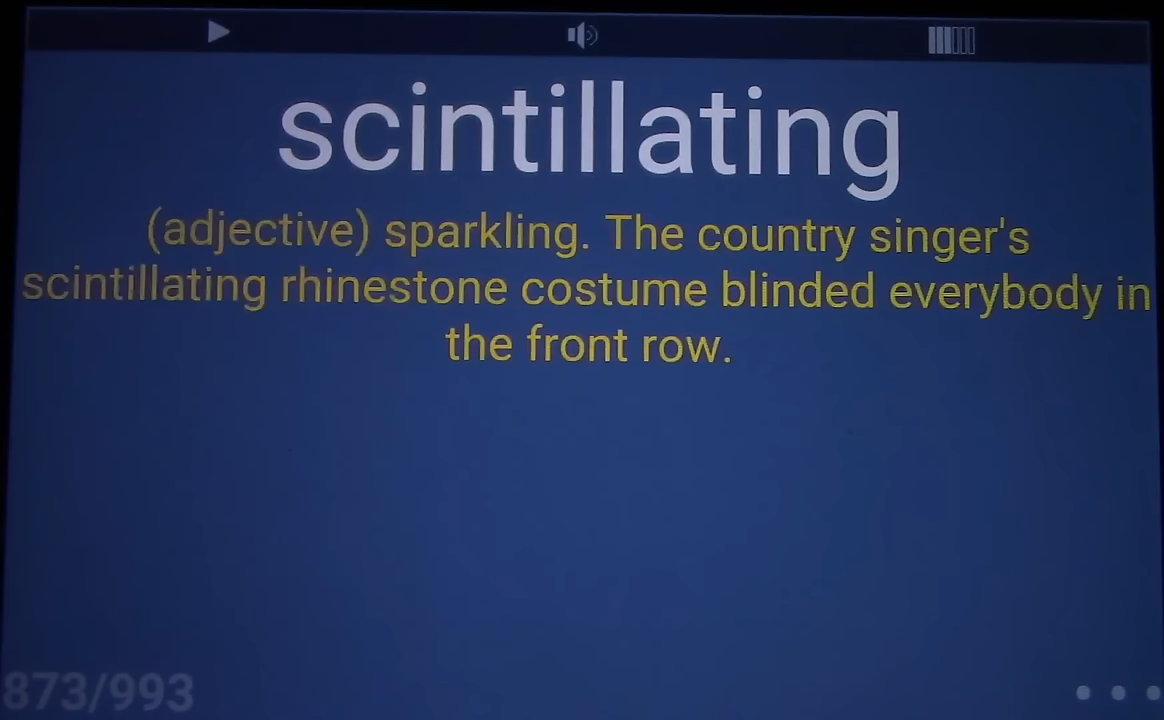 scintillating
(adjective) sparkling. The country singer's
scintillating rhinestone costume blinded everybody in
the front row.
873/993